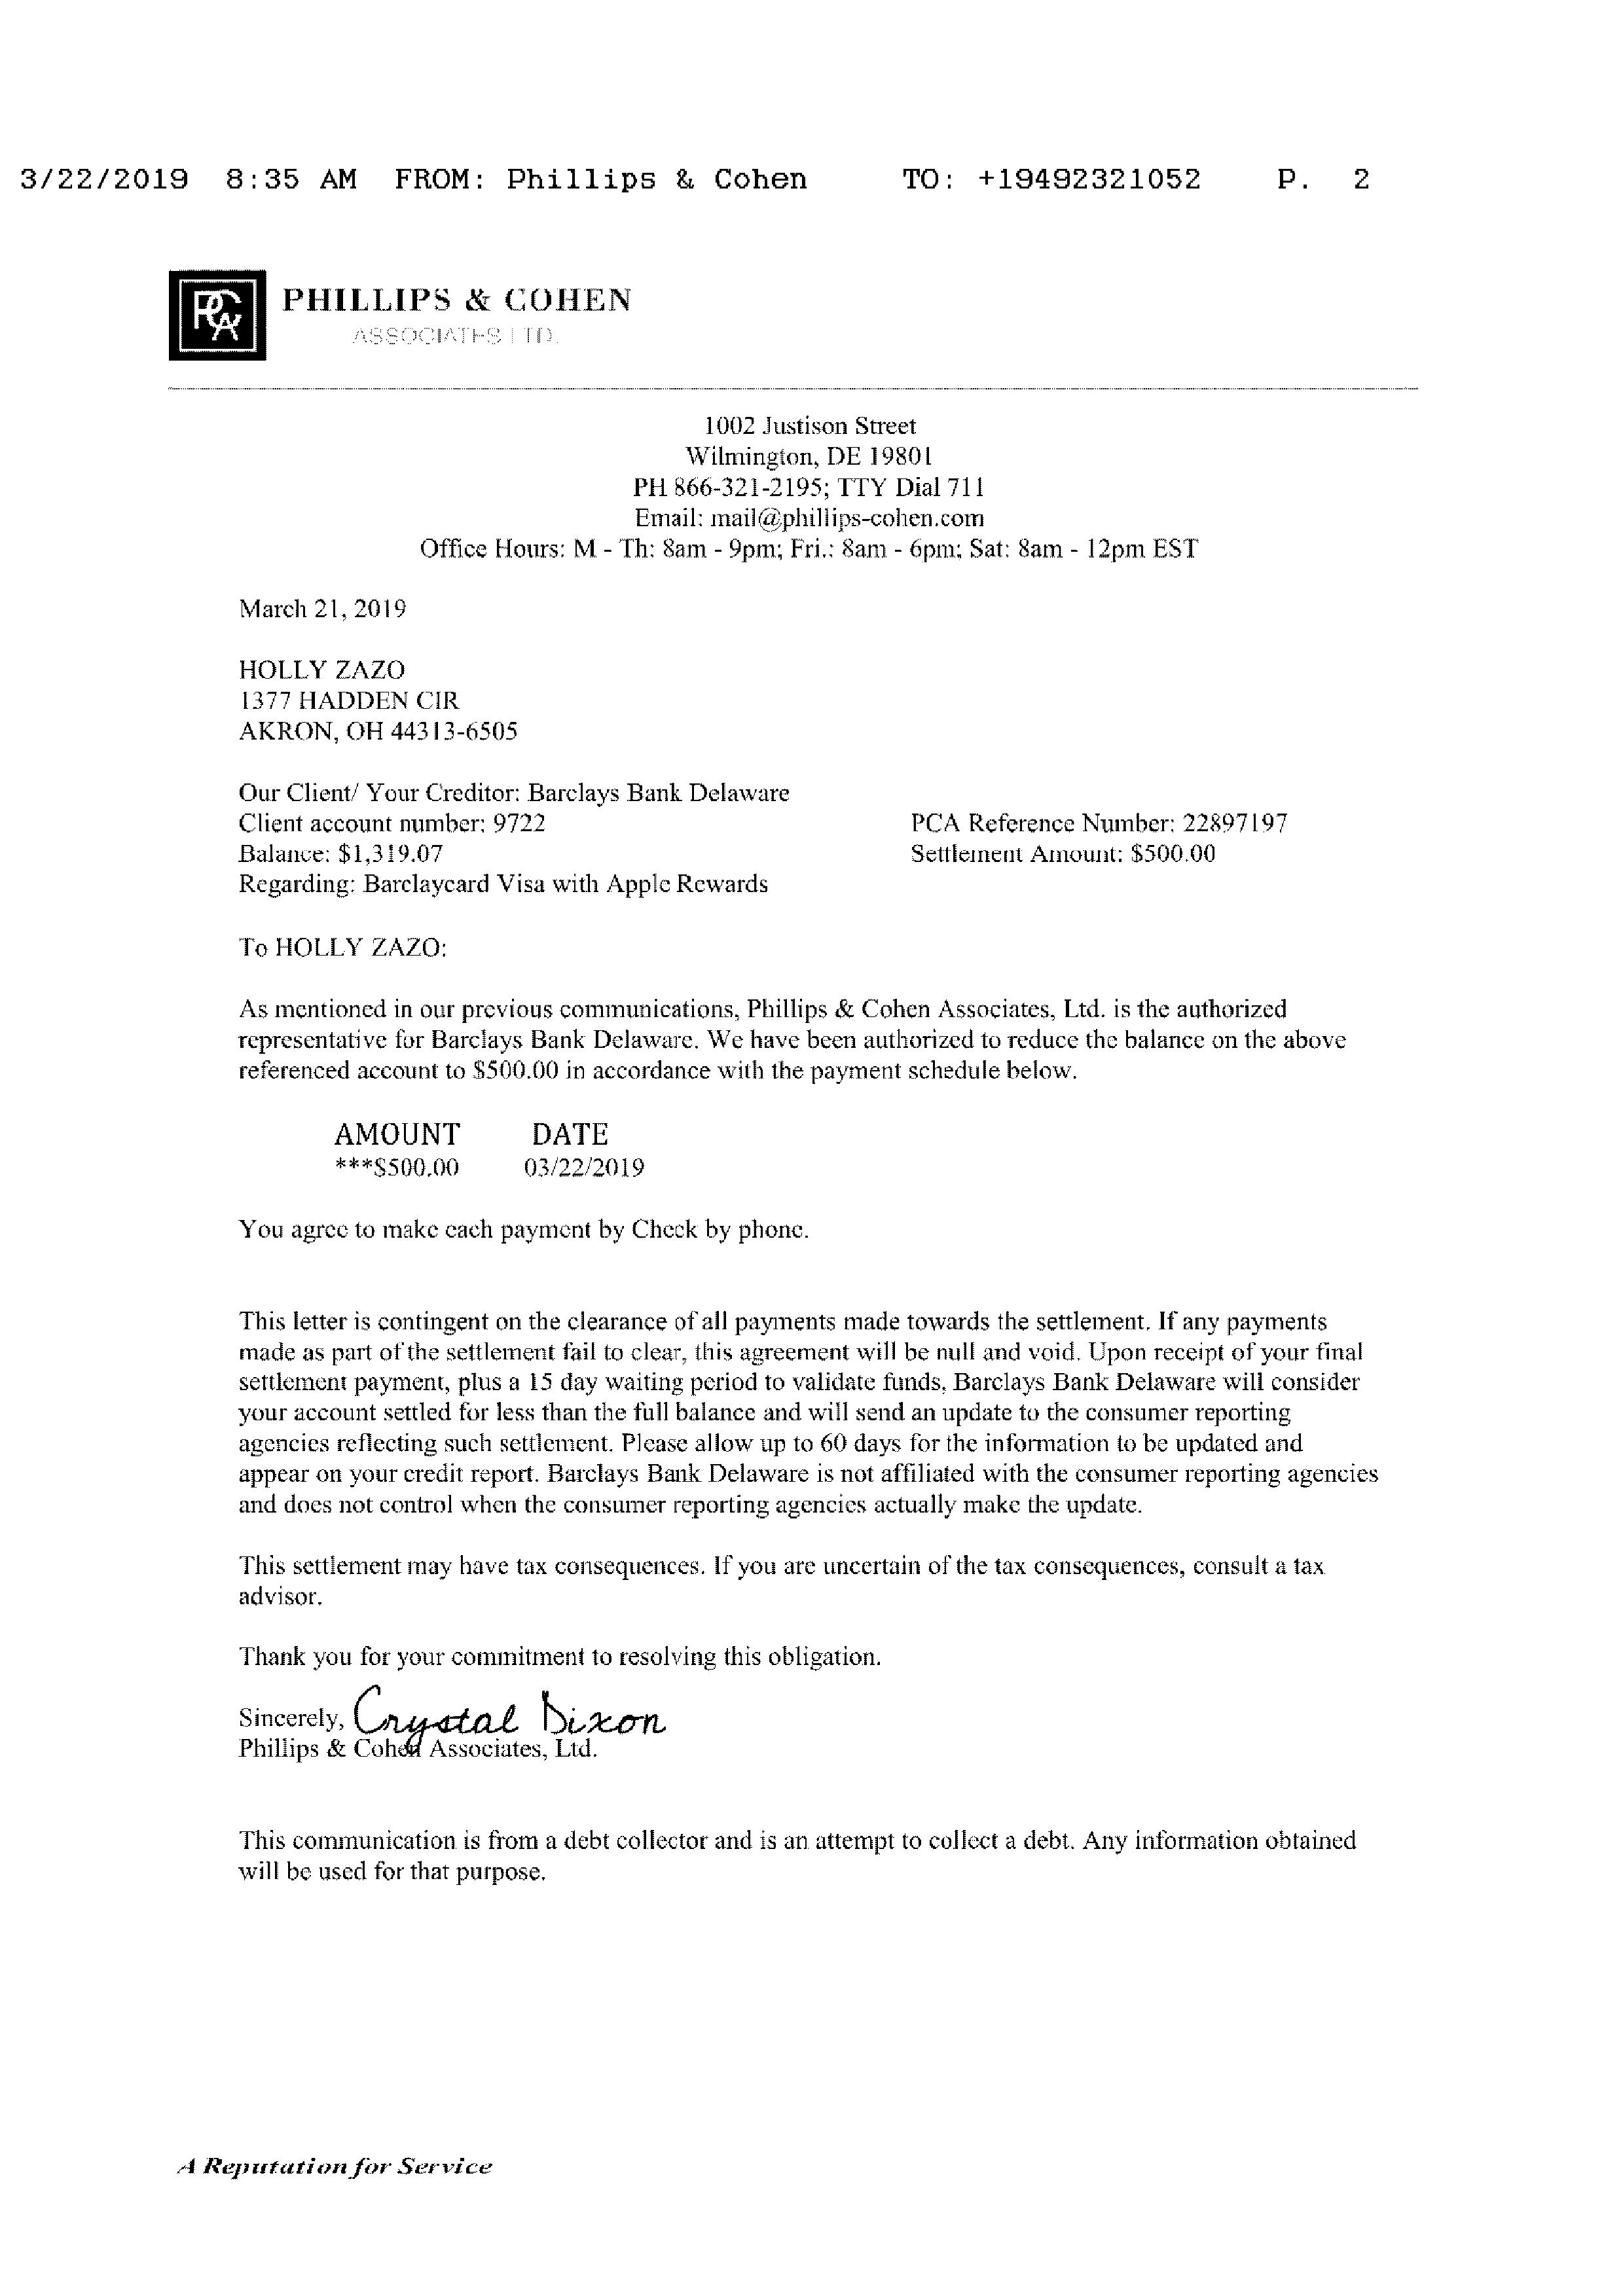 3/22/2019 8:35 AM FROM: Phillips & Cohen TO: +19492321052 P. 2
PCA
PHILLIPS & COHEN
ASSOCIATES LTD.
1002 Justison Street
Wilmington, DE 19801
PH 866-321-2195; TTY Dial 711
Email: mail@phillips-cohen.com
Office Hours: M - Th: 8am - 9pm; Fri.: 8am - 6pm; Sat: 8am - 12pm EST
March 21, 2019
HOLLY ZAZO
1377 HADDEN CIR
AKRON, OH 44313-6505
Our Client/ Your Creditor: Barclays Bank Delaware
Client account number: 9722 PCA Reference Number: 22897197
Balance: $1,319.07 Settlement Amount: $500.00
Regarding: Barclaycard Visa with Apple Rewards
To HOLLY ZAZO:
As mentioned in our previous communications, Phillips & Cohen Associates, Ltd. is the authorized
representative for Barclays Bank Delaware. We have been authorized to reduce the balance on the above
referenced account to $500.00 in accordance with the payment schedule below.
AMOUNT DATE
***$500.00 03/22/2019
You agree to make each payment by Check by phone.
This letter is contingent on the clearance of all payments made towards the settlement. If any payments
made as part of the settlement fail to clear, this agreement will be null and void. Upon receipt of your final
settlement payment, plus a 15 day waiting period to validate funds, Barclays Bank Delaware will consider
your account settled for less than the full balance and will send an update to the consumer reporting
agencies reflecting such settlement. Please allow up to 60 days for the information to be updated and
appear on your credit report. Barclays Bank Delaware is not affiliated with the consumer reporting agencies
and does not control when the consumer reporting agencies actually make the update.
This settlement may have tax consequences. If you are uncertain of the tax consequences, consult a tax
advisor.
Thank you for your commitment to resolving this obligation.
Sincerely, Crystal Dixon
Phillips & Cohen Associates, Ltd.
This communication is from a debt collector and is an attempt to collect a debt. Any information obtained
will be used for that purpose.
A Reputation for Service